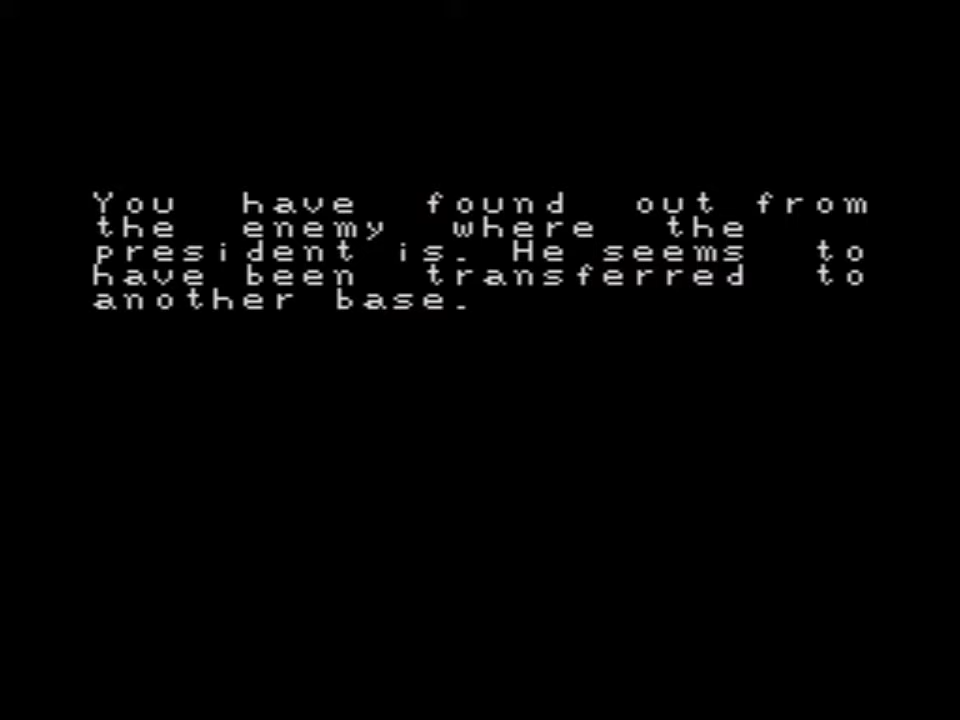 You have found out from
the enemy where the
president is. He seems to
have been transferred to
another base.